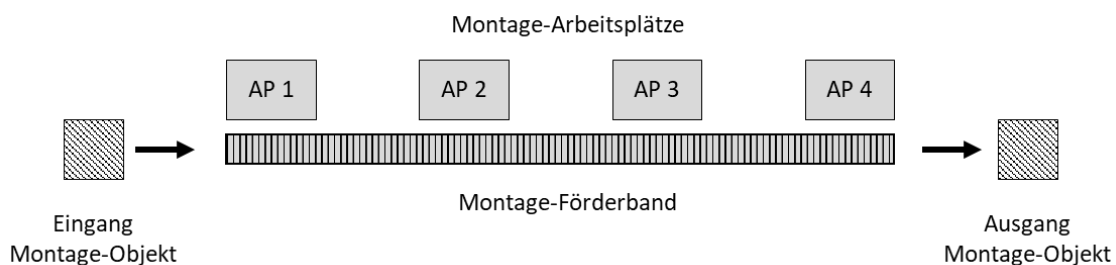 Montage-Arbeitsplätze
AP 1
AP 2
AP 3
AP 4
Montage-Förderband
Eingang
Montage-Objekt
Ausgang
Montage-Objekt